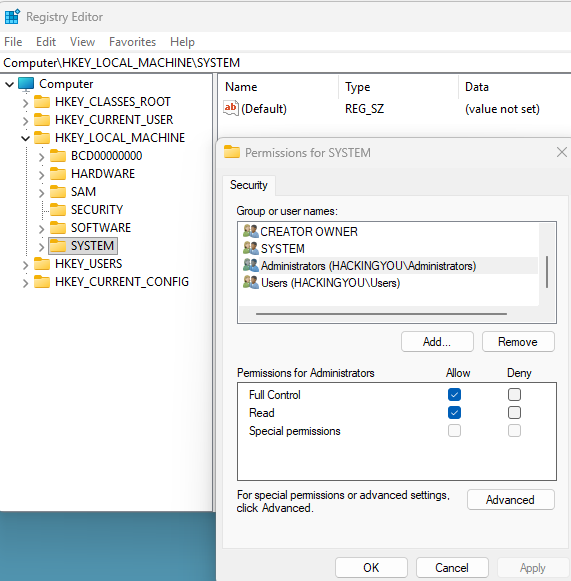 Registry Editor
File Edit View Favorites Help
Computer\HKEY_LOCAL_MACHINE\SYSTEM
Computer
HKEY_CLASSES_ROOT
HKEY_CURRENT_USER
HKEY_LOCAL_MACHINE
BCD00000000
HARDWARE
SAM
SECURITY
SOFTWARE
SYSTEM
HKEY_USERS
HKEY_CURRENT_CONFIG
Name Type Data
ab (Default) REG_SZ (value not set)
Permissions for SYSTEM
Security
Group or user names:
CREATOR OWNER
SYSTEM
Administrators (HACKINGYOU\Administrators)
Users (HACKINGYOU\Users)
Add... Remove
Permissions for Administrators Allow Deny
Full Control
Read
Special permissions
For special permissions or advanced settings,
click Advanced.
Advanced
OK Cancel Apply